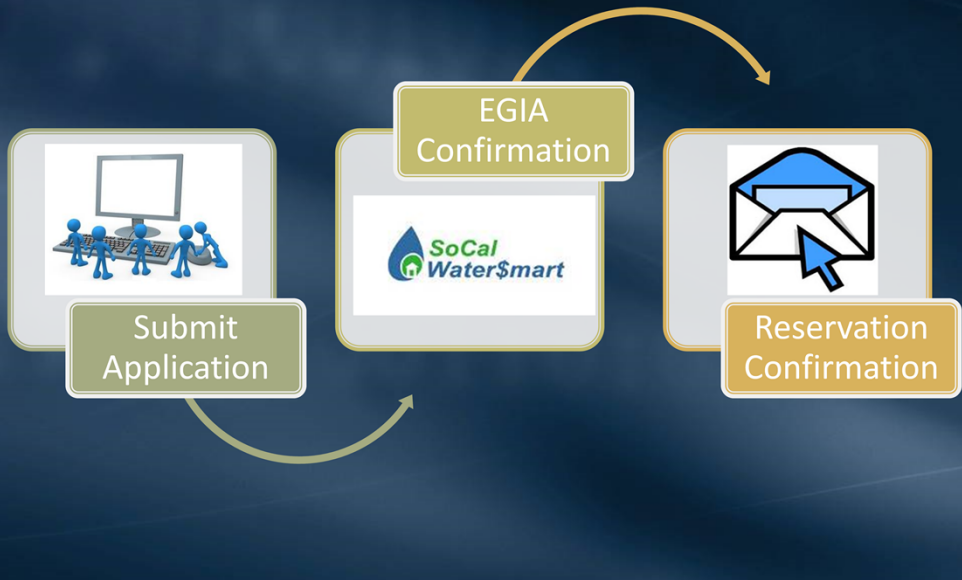 Submit
Application
EGIA
Confirmation
SoCal
Water$mart
Reservation
Confirmation